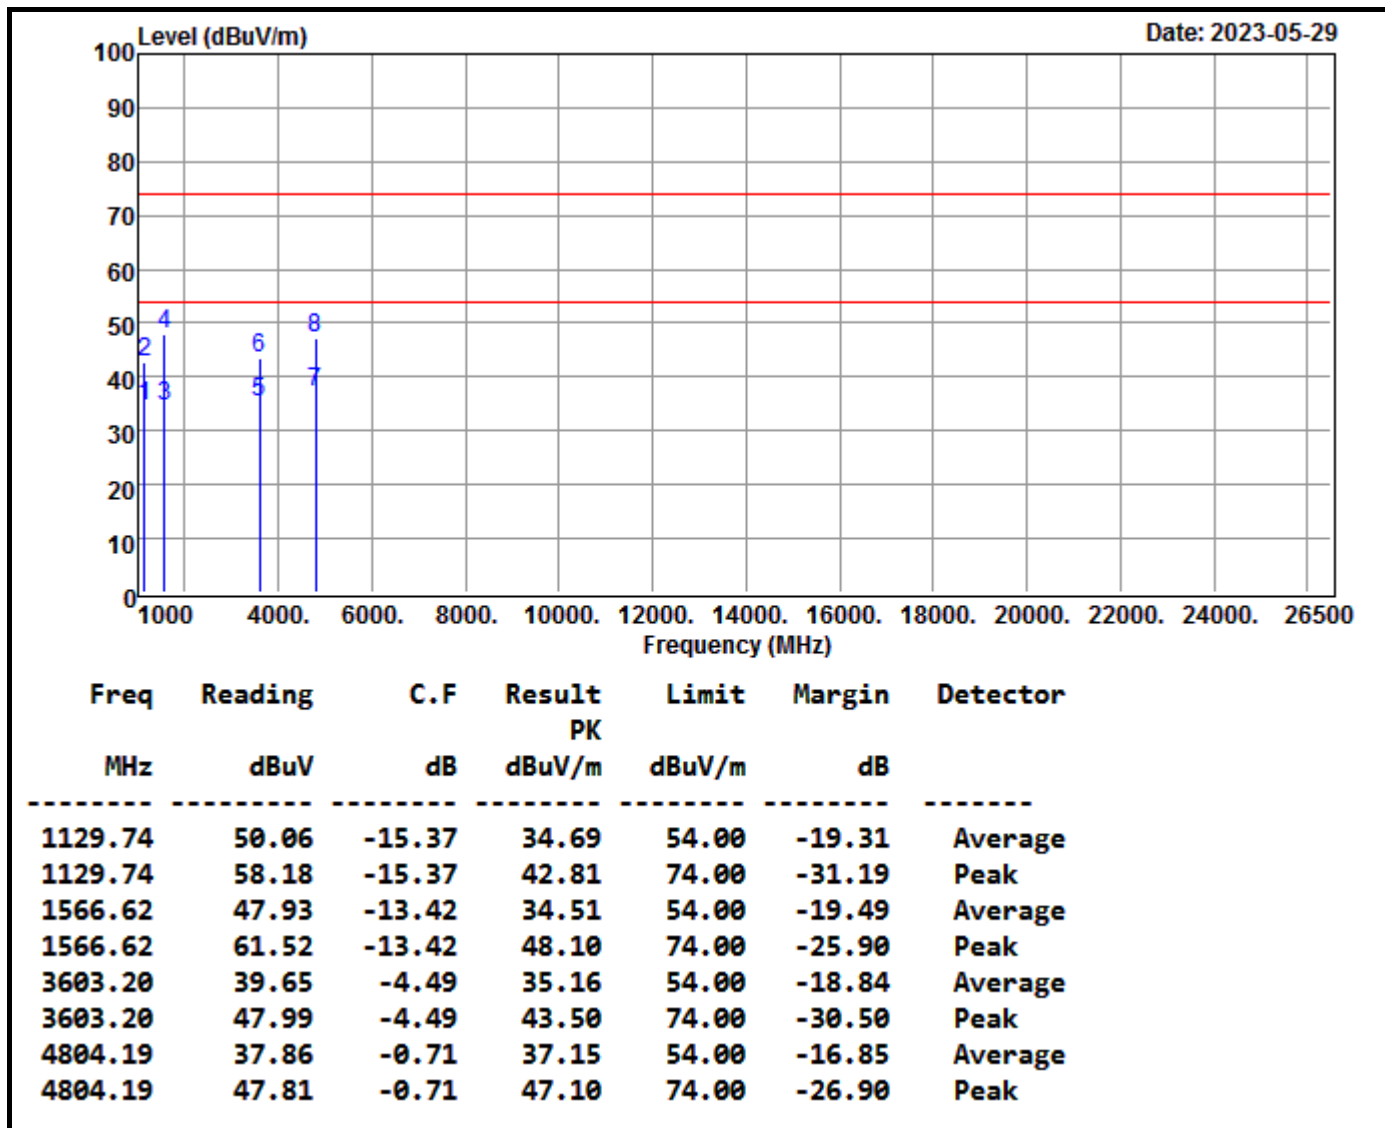 Level (dBuV/m) Date: 2023-05-29
100
90
80
70
60
50
40
30
20
10
0
2 4 6 8
1 3 5 7
1000 4000. 6000. 8000. 10000. 12000. 14000. 16000. 18000. 20000. 22000. 24000. 26500
Frequency (MHz)
Freq Reading C.F Result Limit Margin Detector
PK
MHz dBuV dB dBuV/m dBuV/m dB
-------- --------- -------- -------- -------- -------- -------
1129.74 50.06 -15.37 34.69 54.00 -19.31 Average
1129.74 58.18 -15.37 42.81 74.00 -31.19 Peak
1566.62 47.93 -13.42 34.51 54.00 -19.49 Average
1566.62 61.52 -13.42 48.10 74.00 -25.90 Peak
3603.20 39.65 -4.49 35.16 54.00 -18.84 Average
3603.20 47.99 -4.49 43.50 74.00 -30.50 Peak
4804.19 37.86 -0.71 37.15 54.00 -16.85 Average
4804.19 47.81 -0.71 47.10 74.00 -26.90 Peak